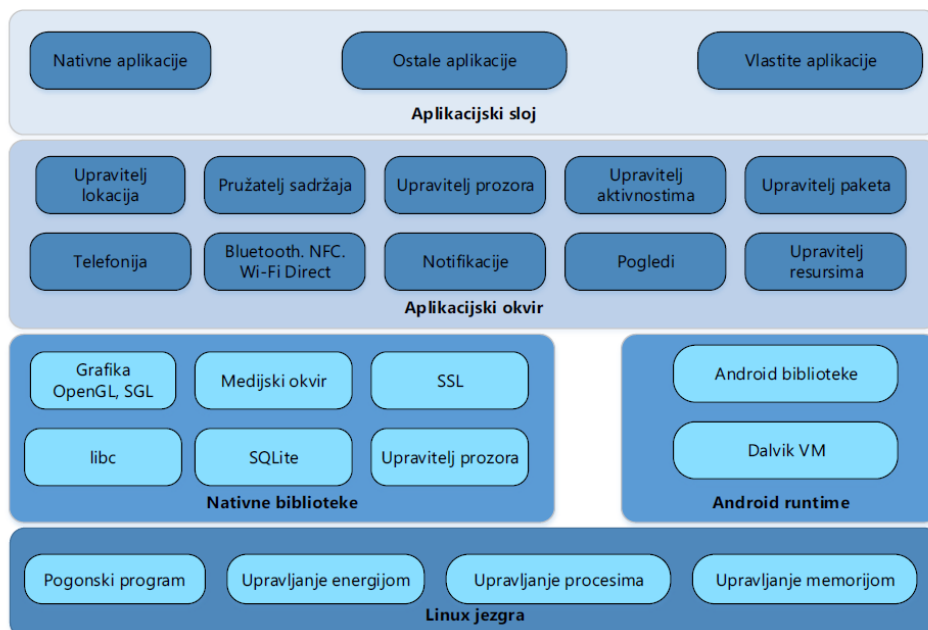 Nativne aplikacije
Ostale aplikacije
Vlastite aplikacije
Aplikacijski sloj
Upravitelj
lokacija
Pružatelj sadržaja
Upravitelj prozora
Upravitelj
aktivnostima
Upravitelj paketa
Telefonija
Bluetooth. NFC.
Wi-Fi Direct
Notifikacije
Pogledi
Upravitelj
resursima
Aplikacijski okvir
Grafika
OpenGL, SGL
Medijski okvir
SSL
libc
SQLite
Upravitelj prozora
Nativne biblioteke
Android biblioteke
Dalvik VM
Android runtime
Pogonski program
Upravljanje energijom
Upravljanje procesima
Upravljanje memorijom
Linux jezgra